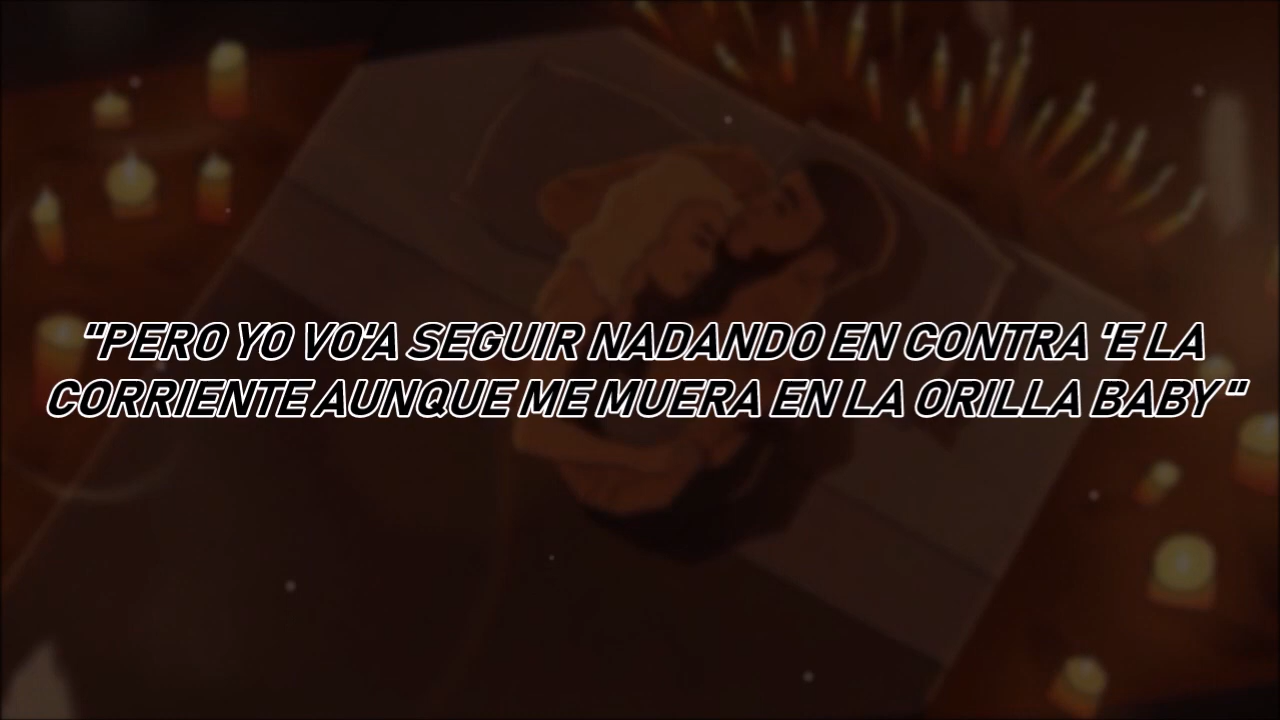 "PERO YO VO'A SEGUIR NADANDO EN CONTRA 'E LA
CORRIENTE AUNQUE ME MUERA EN LA ORILLA BABY"